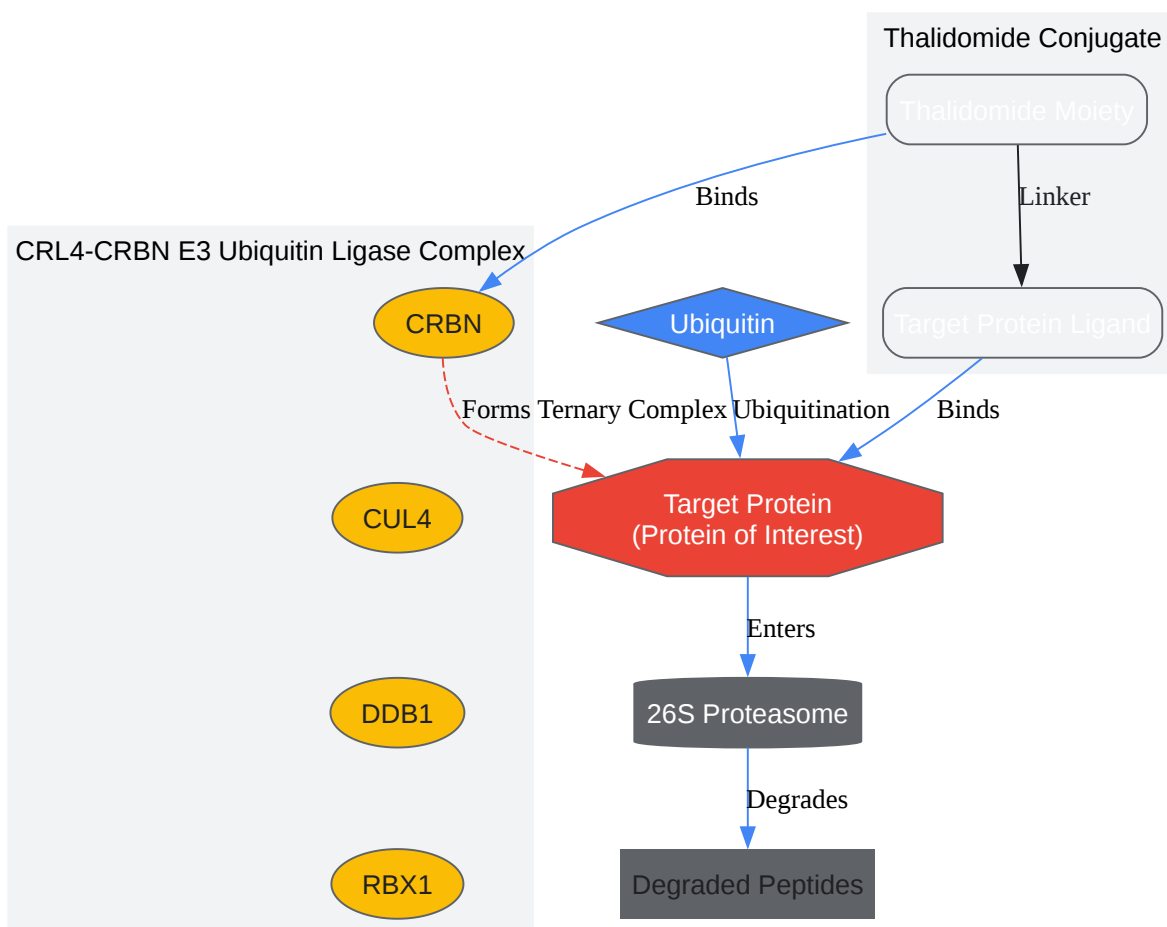 Thalidomide Conjugate
Thalidomide Moiety
Binds
Linker
CRL4-CRBN E3 Ubiquitin Ligase Complex
CRBN
Ubiquitin
Target Protein Ligand
Forms Ternary Complex
Ubiquitination
Binds
CUL4
Target Protein
(Protein of Interest)
Enters
DDB1
26S Proteasome
Degrades
RBX1
Degraded Peptides